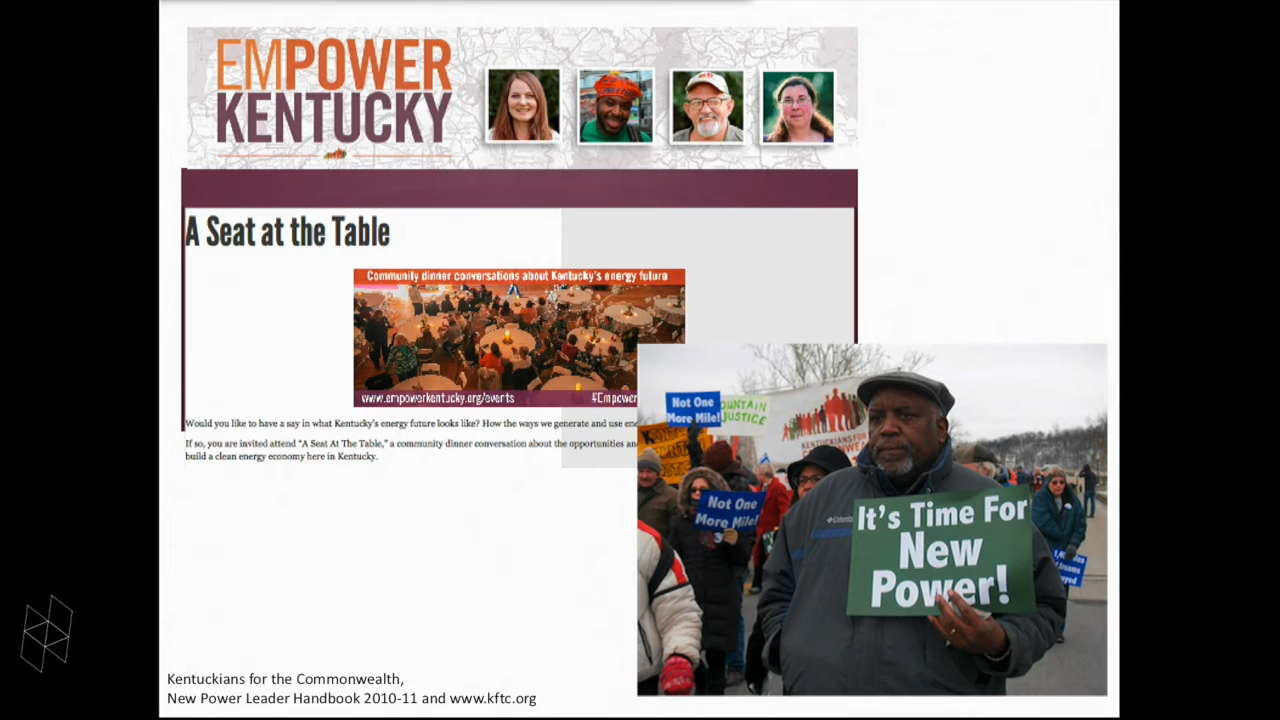 EMPOWER
KENTUCKY
A Seat at the Table
Community dinner conversations about Kentucky's energy future
www.empowerkentucky.org/events
#Empower
Would you like to have a say in what Kentucky's energy future looks like? How the ways we generate and use
If so, you are invited attend "A Seat At The Table," a community dinner conversation about the opportunities
build a clean energy economy here in Kentucky.
Not One
More Mile!
OUNTAIN
JUSTICE
KENTUCKIANS FOR
Not One
More Mile!
Columbia
It's Time For
New
Power!
Kentuckians for the Commonwealth,
New Power Leader Handbook 2010-11 and www.kftc.org